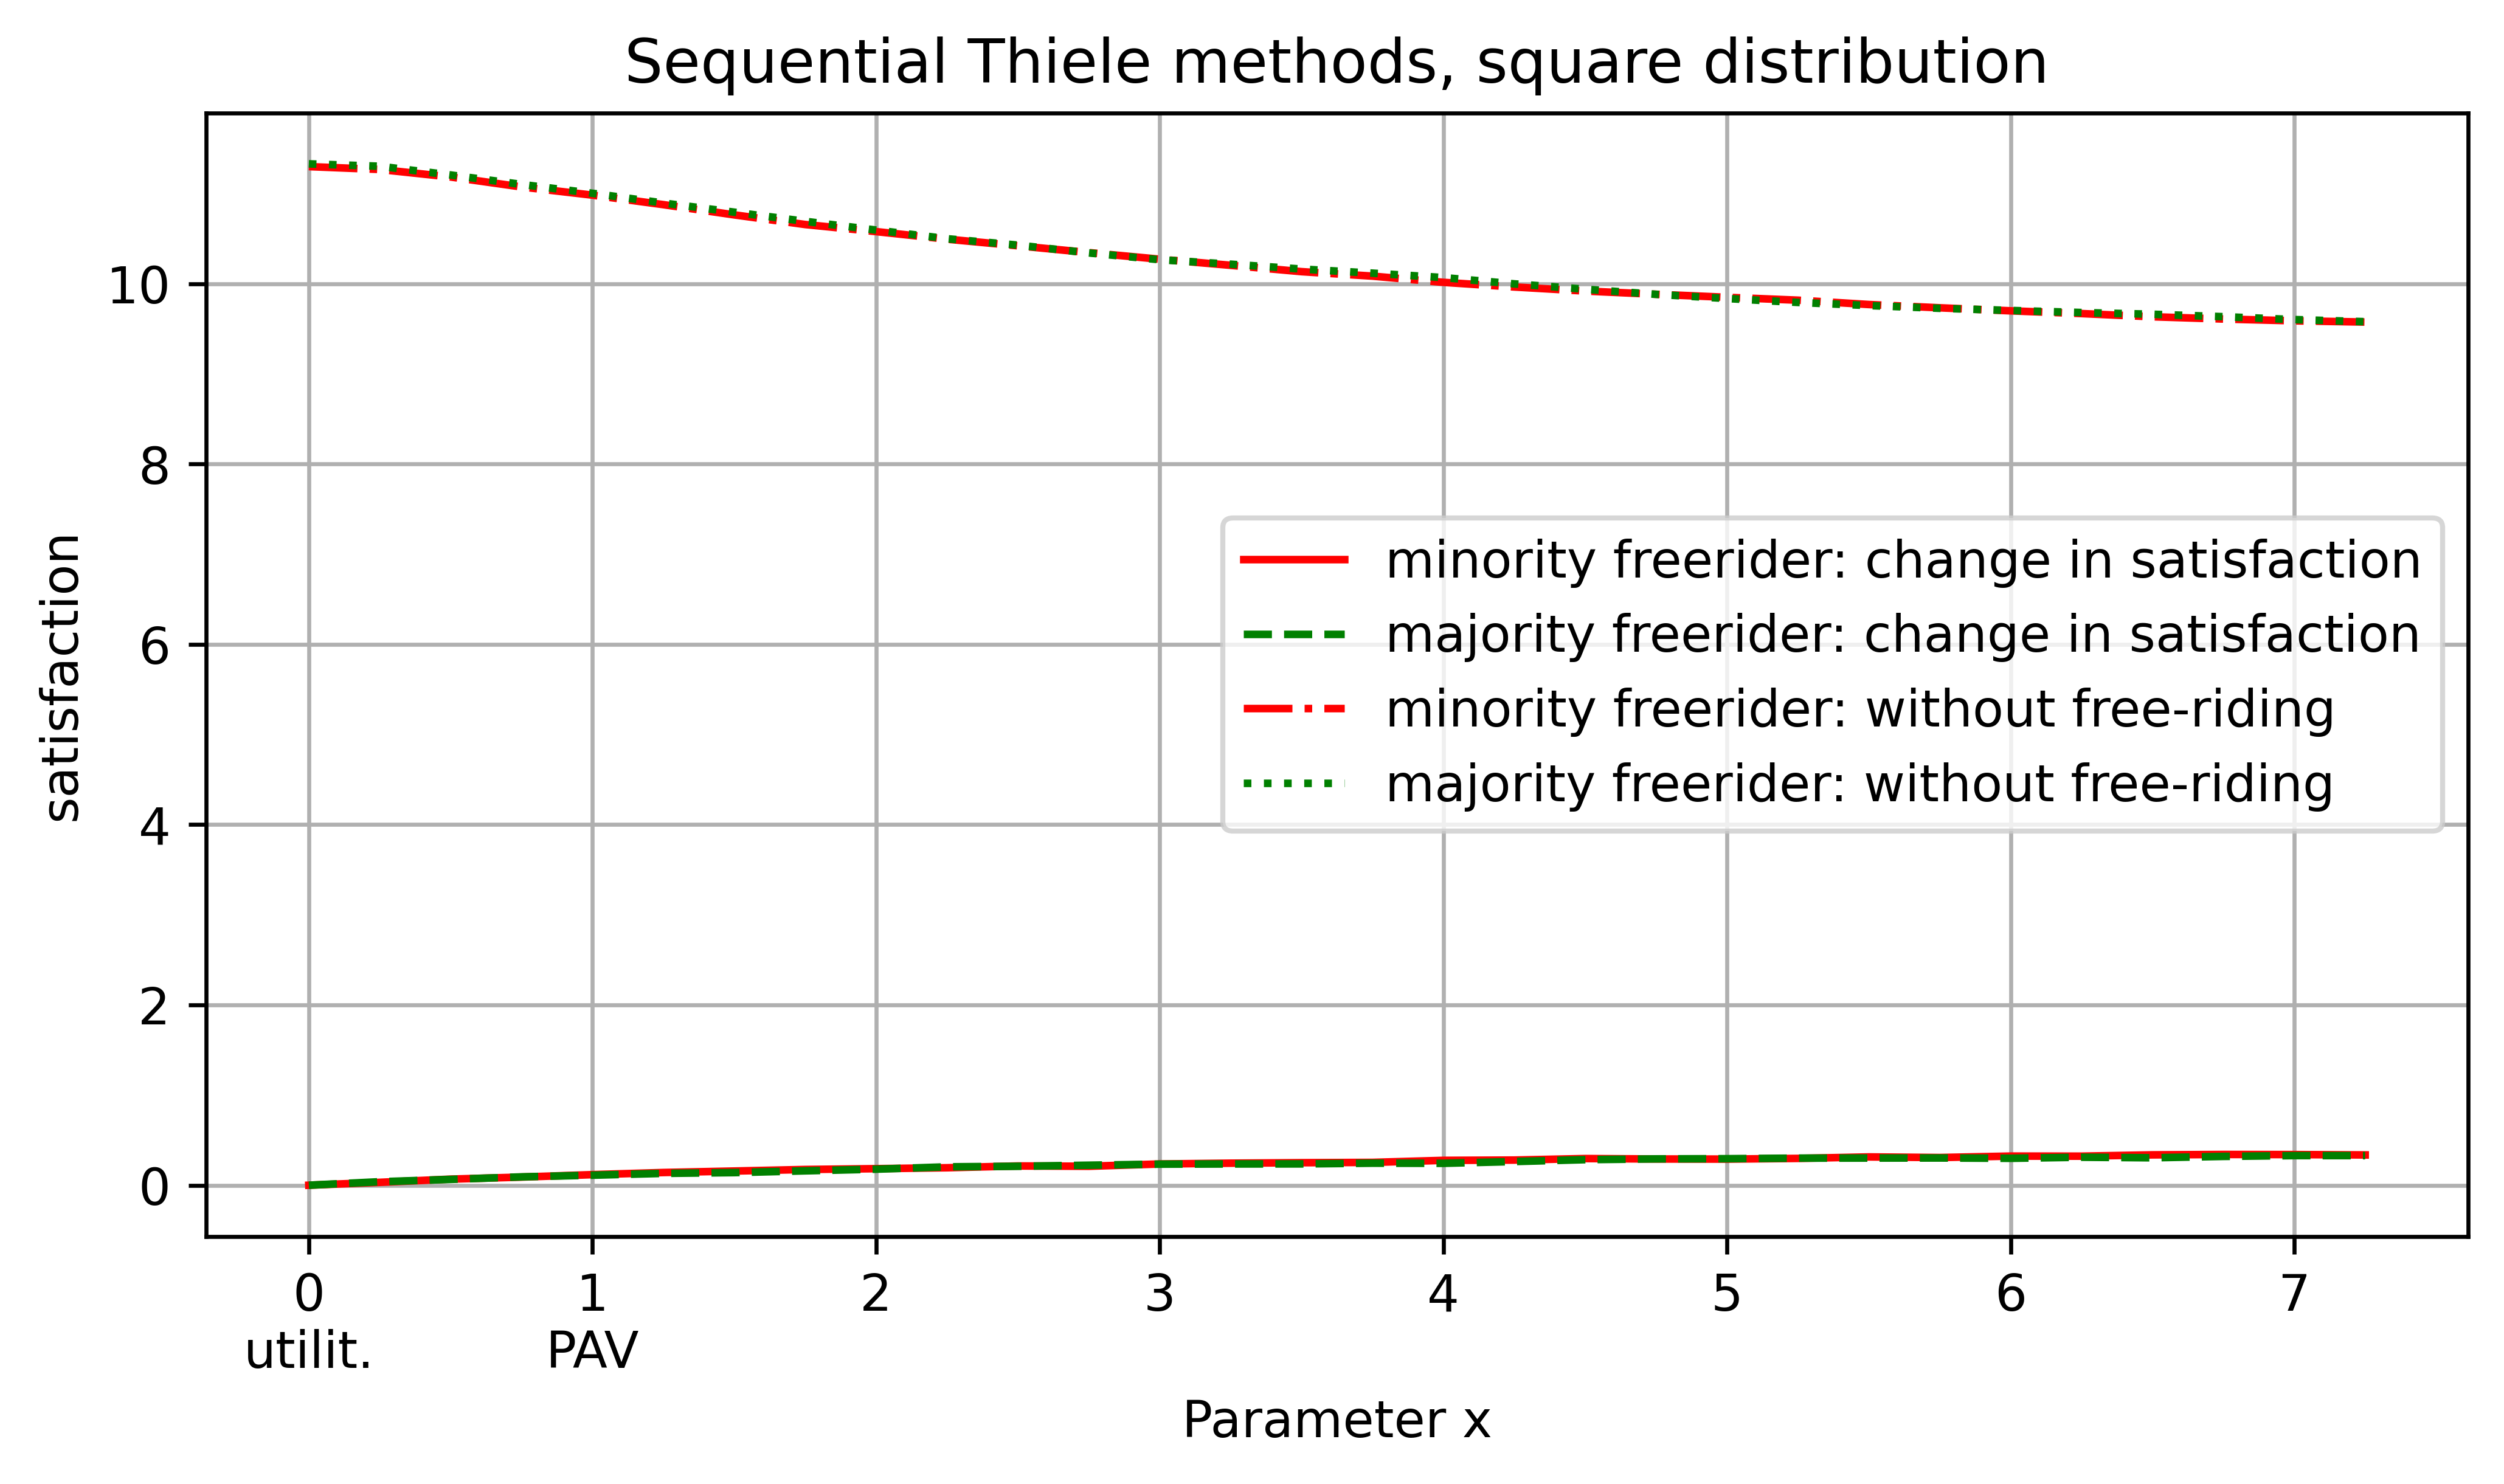 Sequential Thiele methods, square distribution
satisfaction
10
8
6
4
2
0
minority freerider: change in satisfaction
majority freerider: change in satisfaction
minority freerider: without free-riding
majority freerider: without free-riding
0 1 2 3 4 5 6 7
utilit. PAV
Parameter x